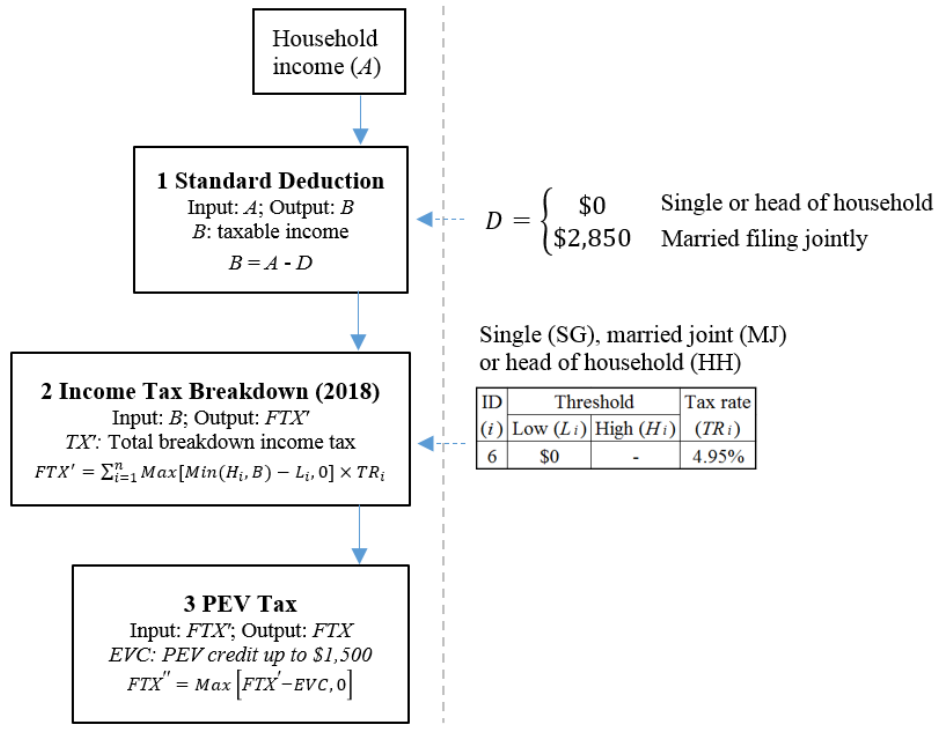 Household
income (A)
1 Standard Deduction
Input: A; Output: B
B: taxable income
B = A - D
D = { $0 Single or head of household
$2,850 Married filing jointly
Single (SG), married joint (MJ)
or head of household (HH)
ID Threshold Tax rate
(i) Low (Li) High (Hi) (TRi)
6 $0 - 4.95%
2 Income Tax Breakdown (2018)
Input: B; Output: FTX'
TX': Total breakdown income tax
FTX' = ∑ⁿᵢ₌₁ Max[Min(Hᵢ, B) − Lᵢ, 0] × TRᵢ
3 PEV Tax
Input: FTX'; Output: FTX
EVC: PEV credit up to $1,500
FTX'' = Max [FTX'−EVC, 0]